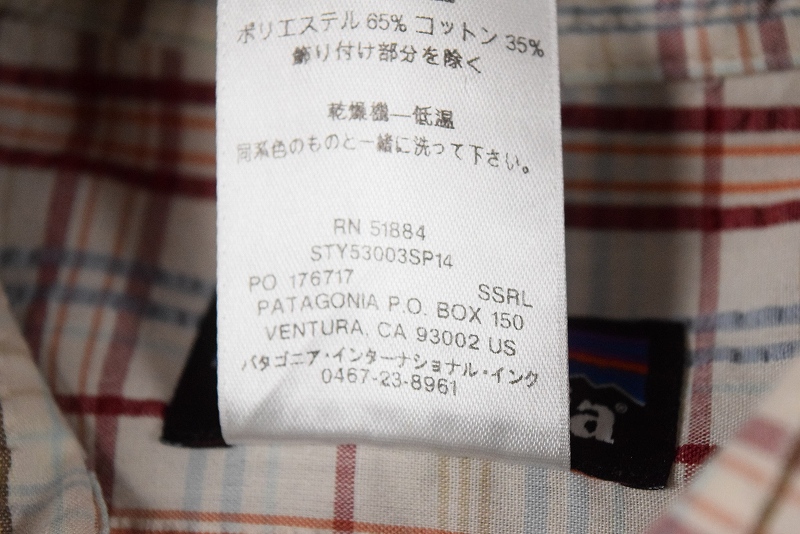 ポリエステル 65% コットン 35%
飾り付け部分を除く
乾燥機—低温
同系色のものと一緒に洗って下さい。
RN 51884
STY53003SP14
PO 176717 SSRL
PATAGONIA P.O. BOX 150
VENTURA, CA 93002 US
パタゴニア・インターナショナル・インク
0467-23-8961
a®